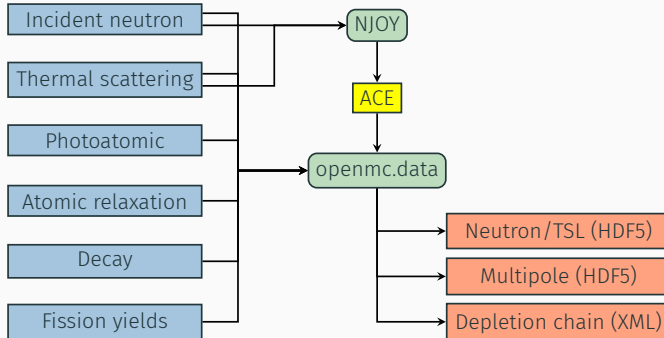 Incident neutron
NJOY
Thermal scattering
ACE
Photoatomic
openmc.data
Atomic relaxation
Neutron/TSL (HDF5)
Decay
Multipole (HDF5)
Fission yields
Depletion chain (XML)